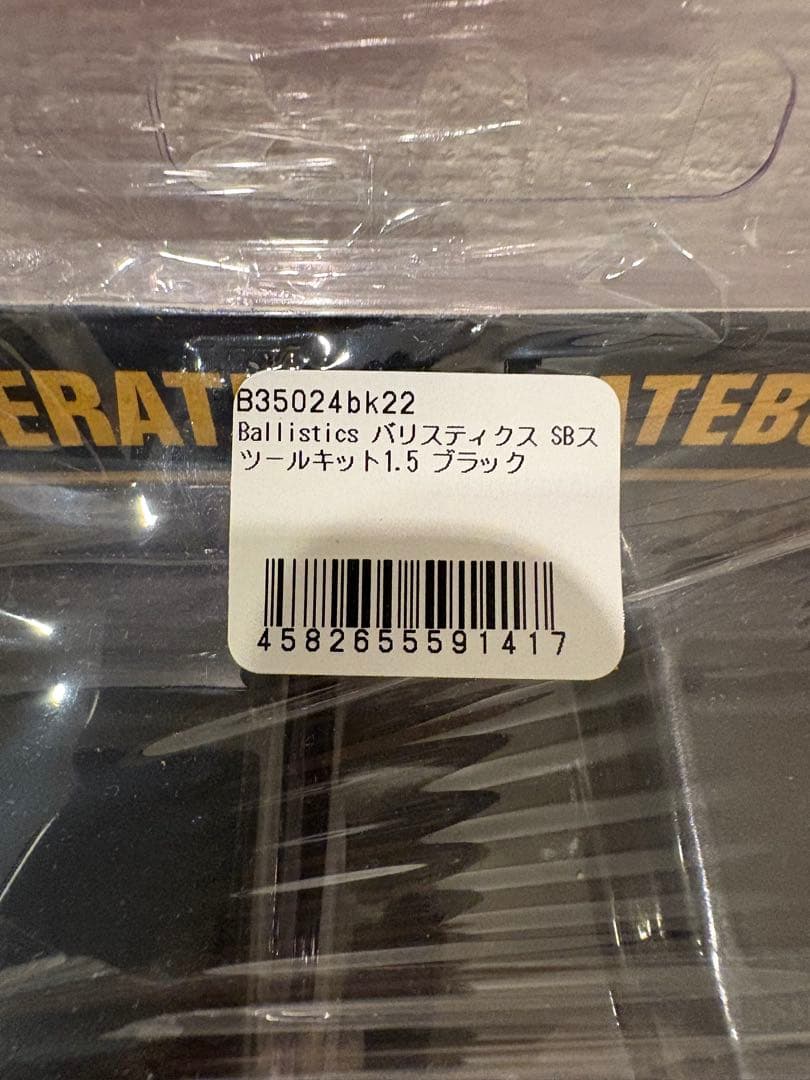 ERAT ATEB
B35024bk22
Ballistics バリスティクス SBス
ツールキット1.5 ブラック
4582655591417